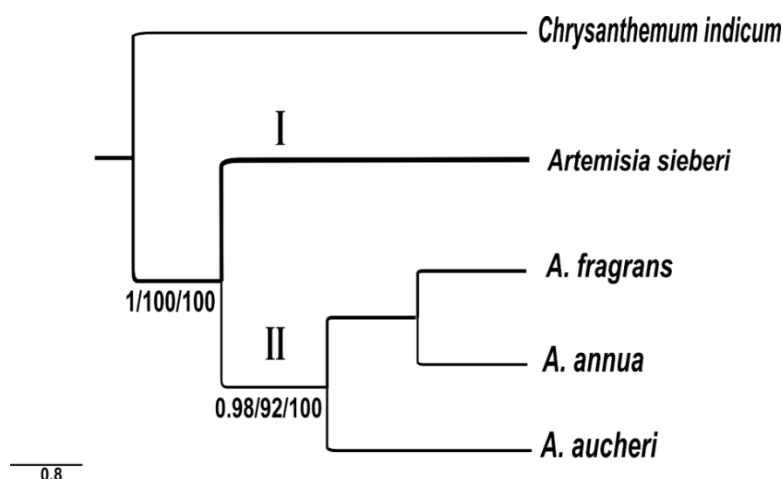 Chrysanthemum indicum
I
Artemisia sieberi
A. fragrans
1/100/100
II
A. annua
0.98/92/100
A. aucheri
0.8